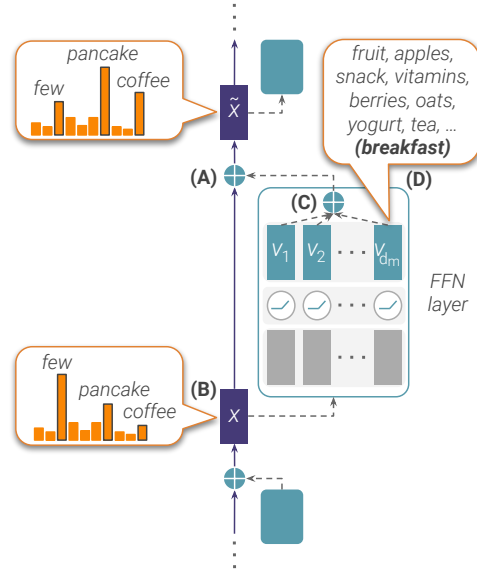 pancake
few
coffee
X̃
fruit, apples,
snack, vitamins,
berries, oats,
yogurt, tea, ...
(breakfast)
(A)
(D)
(C)
V1 V2 ··· Vdm
FFN
layer
···
···
(B)
few
pancake
coffee
X